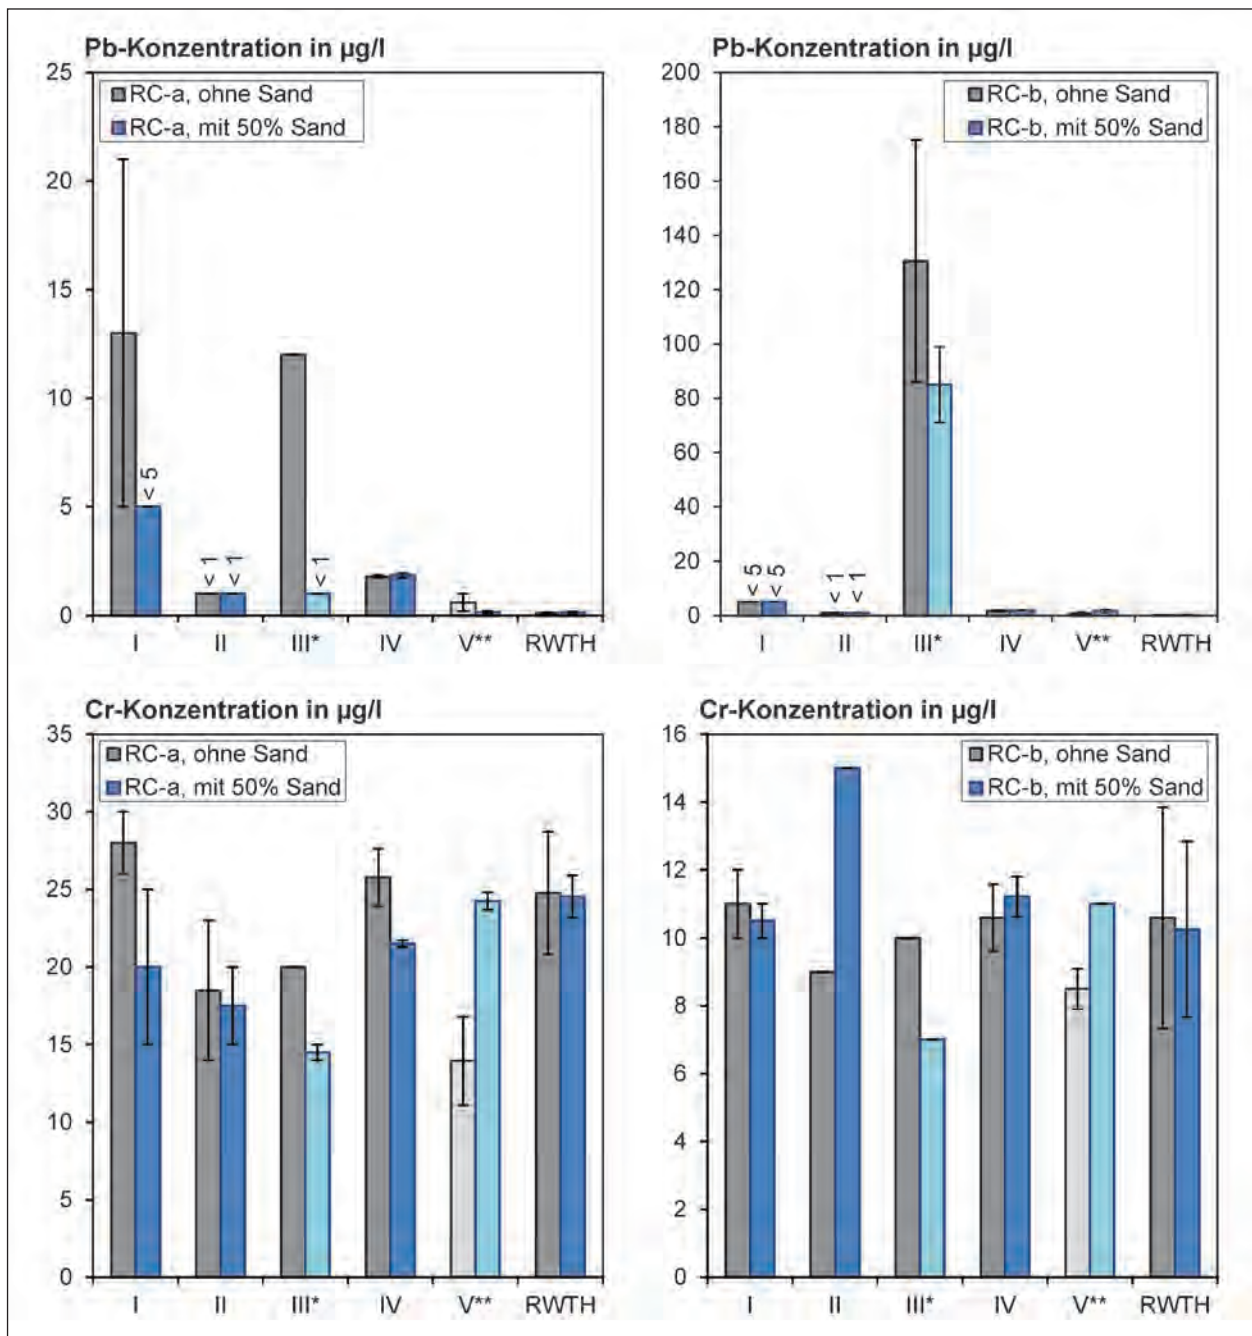 Pb-Konzentration in µg/l
25
20
15
10
5
0
RC-a, ohne Sand
RC-a, mit 50% Sand
< 5
< 1
< 1
< 1
I II III* IV V** RWTH
Pb-Konzentration in µg/l
200
180
160
140
120
100
80
60
40
20
0
RC-b, ohne Sand
RC-b, mit 50% Sand
< 5
< 5
< 1
< 1
I II III* IV V** RWTH
Cr-Konzentration in µg/l
35
30
25
20
15
10
5
0
RC-a, ohne Sand
RC-a, mit 50% Sand
I II III* IV V** RWTH
Cr-Konzentration in µg/l
16
14
12
10
8
6
4
2
0
RC-b, ohne Sand
RC-b, mit 50% Sand
I II III* IV V** RWTH